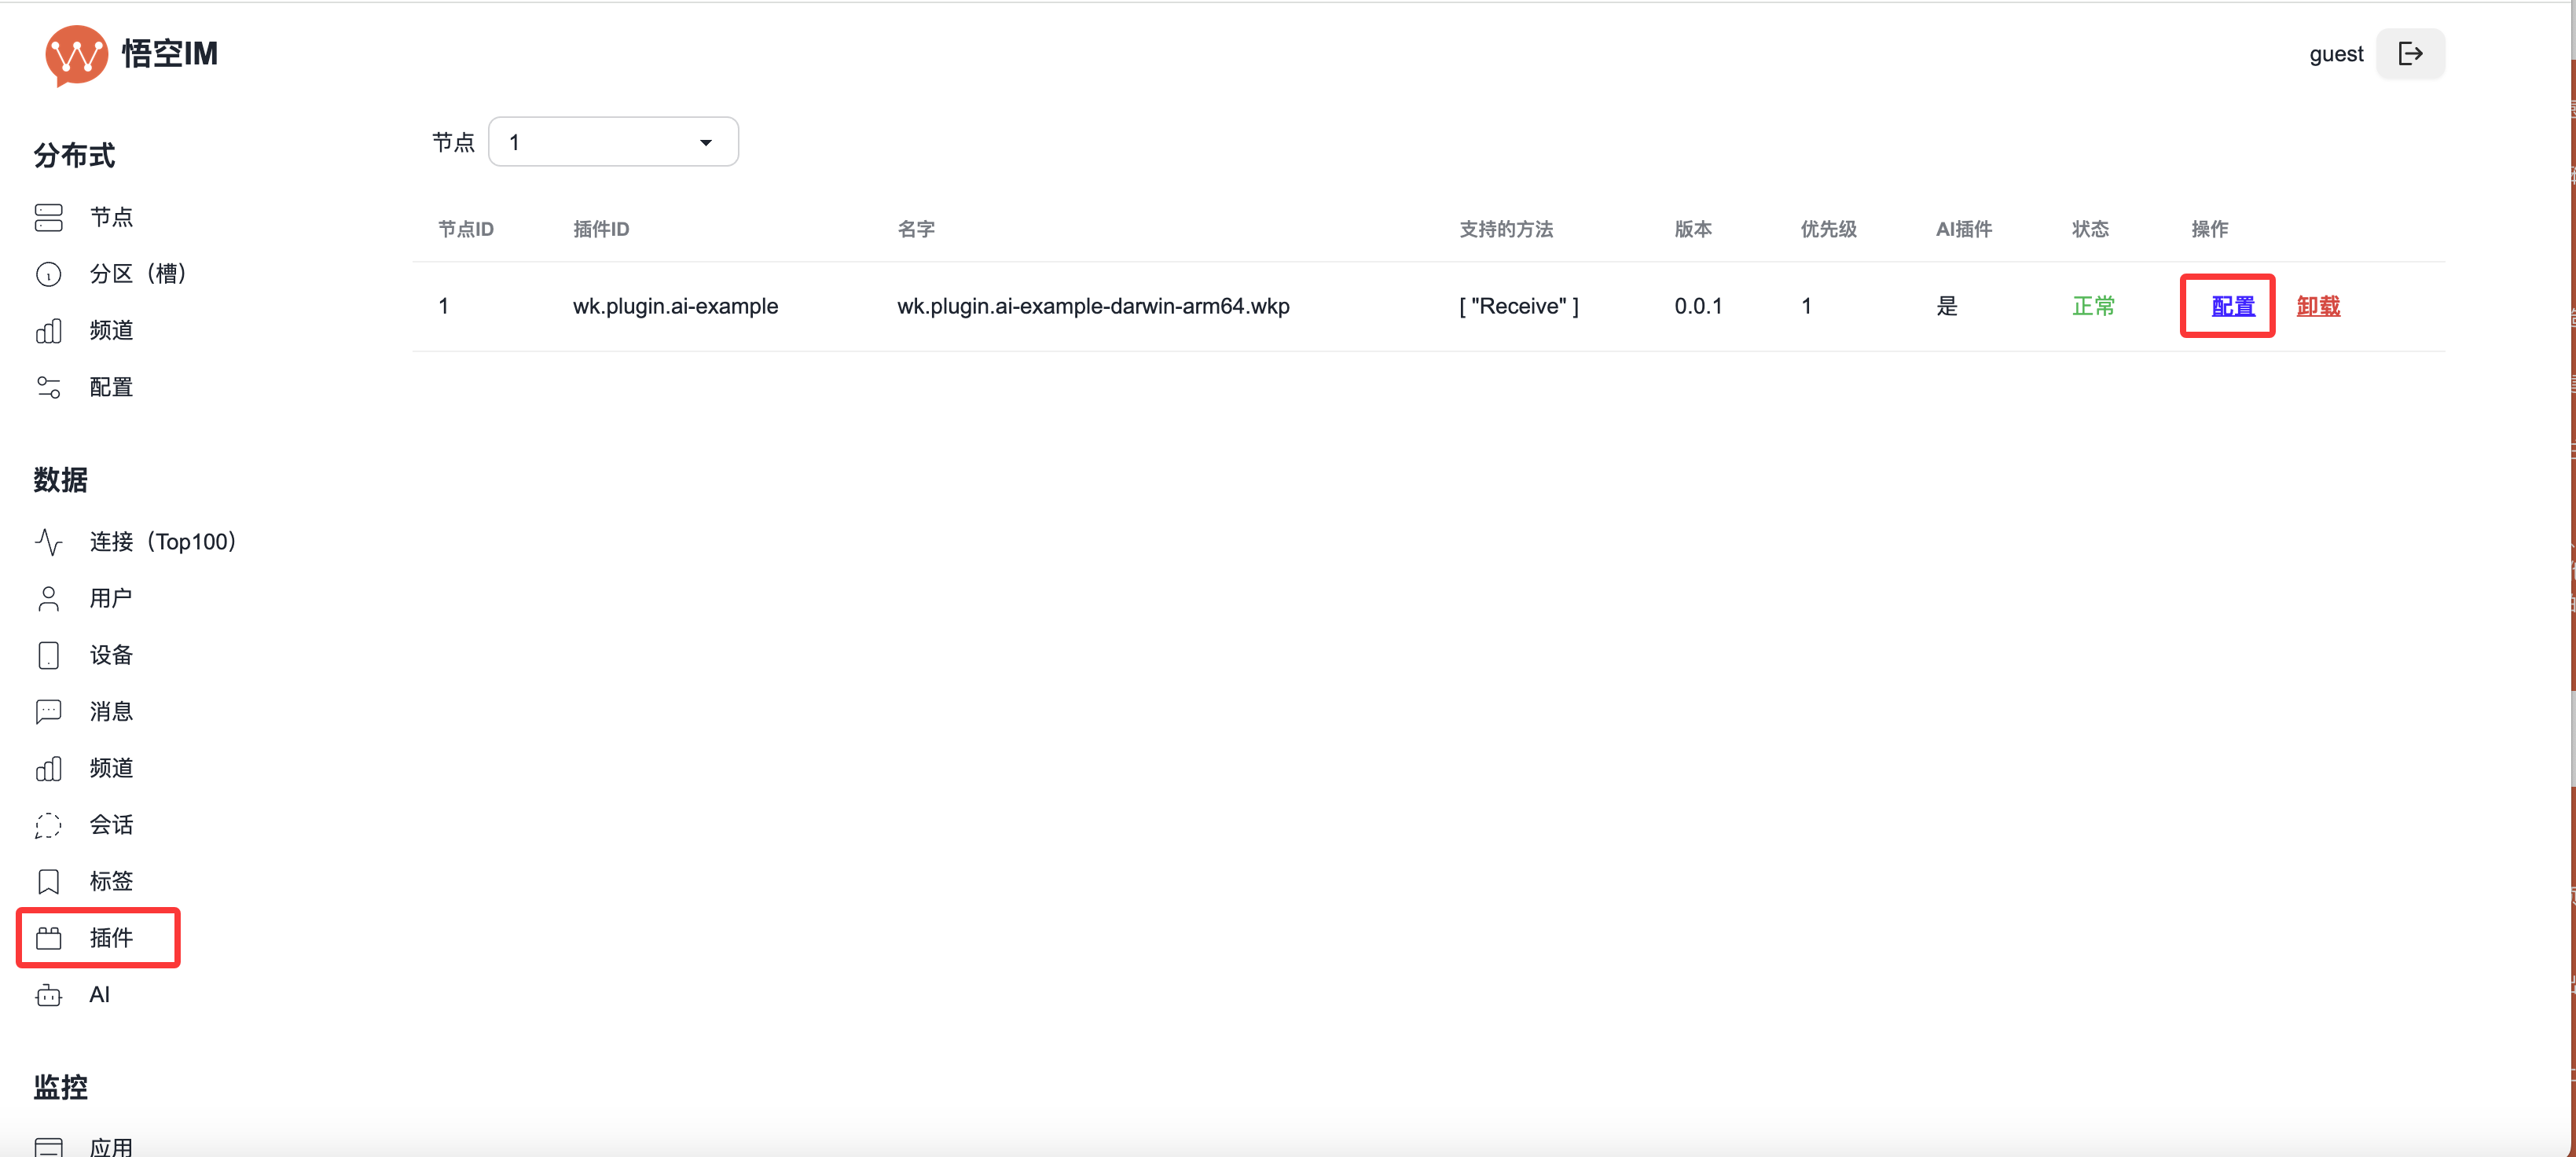 悟空IM
guest
分布式
节点
分区（槽）
频道
配置
数据
连接（Top100）
用户
设备
消息
频道
会话
标签
插件
AI
监控
应用
节点 1
节点ID 插件ID 名字 支持的方法 版本 优先级 AI插件 状态 操作
1 wk.plugin.ai-example wk.plugin.ai-example-darwin-arm64.wkp [ "Receive" ] 0.0.1 1 是 正常 配置 卸载